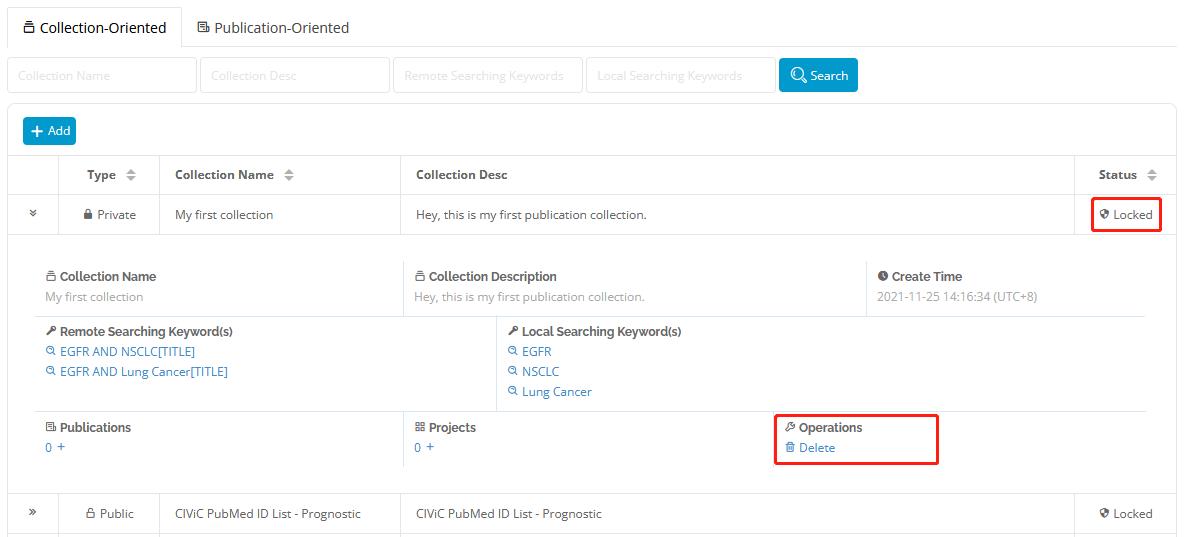 Collection-Oriented Publication-Oriented
Collection Name Collection Desc Remote Searching Keywords Local Searching Keywords Search
+ Add
Type Collection Name Collection Desc Status
Private My first collection Hey, this is my first publication collection. Locked
Collection Name Collection Description Create Time
My first collection Hey, this is my first publication collection. 2021-11-25 14:16:34 (UTC+8)
Remote Searching Keyword(s) Local Searching Keyword(s)
EGFR AND NSCLC[TITLE] EGFR
EGFR AND Lung Cancer[TITLE] NSCLC
Lung Cancer
Publications Projects Operations
0 + 0 + Delete
Public CIViC PubMed ID List - Prognostic CIViC PubMed ID List - Prognostic Locked